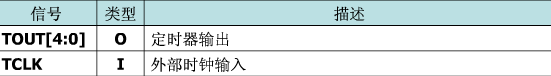 信号 类型 描述
TOUT[4:0] O 定时器输出
TCLK I 外部时钟输入